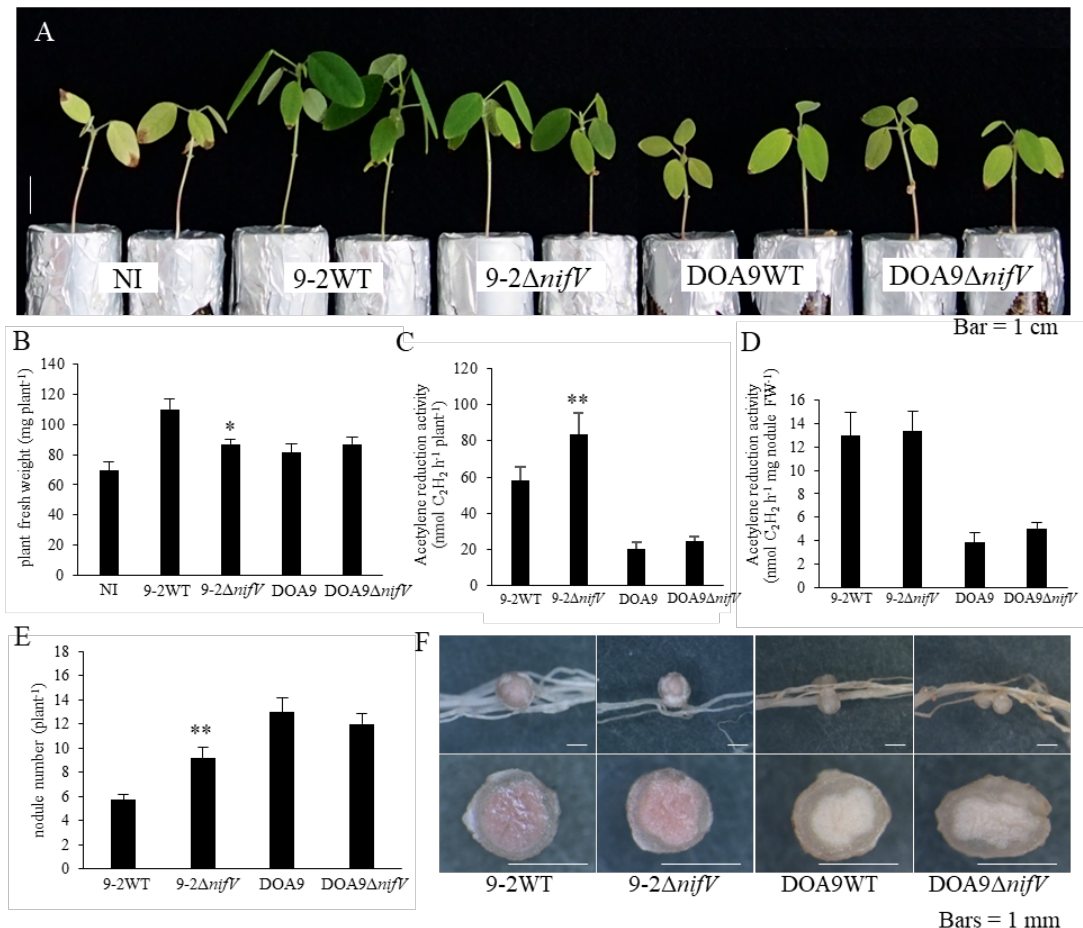 A
NI
9-2WT
9-2ΔnifV
DOA9WT
DOA9ΔnifV
Bar = 1 cm
B
plant fresh weight (mg plant-1)
140
120
100
80
60
40
20
0
*
NI
9-2WT
9-2ΔnifV
DOA9
DOA9ΔnifV
C
Acetylene reduction activity
(nmol C2H2 h-1 plant-1)
120
100
80
60
40
20
0
**
9-2WT
9-2ΔnifV
DOA9
DOA9ΔnifV
D
Acetylene reduction activity
(nmol C2H2 h-1 mg nodule FW-1)
16
14
12
10
8
6
4
2
0
9-2WT
9-2ΔnifV
DOA9
DOA9ΔnifV
E
nodule number (plant-1)
18
16
14
12
10
8
6
4
2
0
**
9-2WT
9-2ΔnifV
DOA9
DOA9ΔnifV
F
9-2WT
9-2ΔnifV
DOA9WT
DOA9ΔnifV
Bars = 1 mm